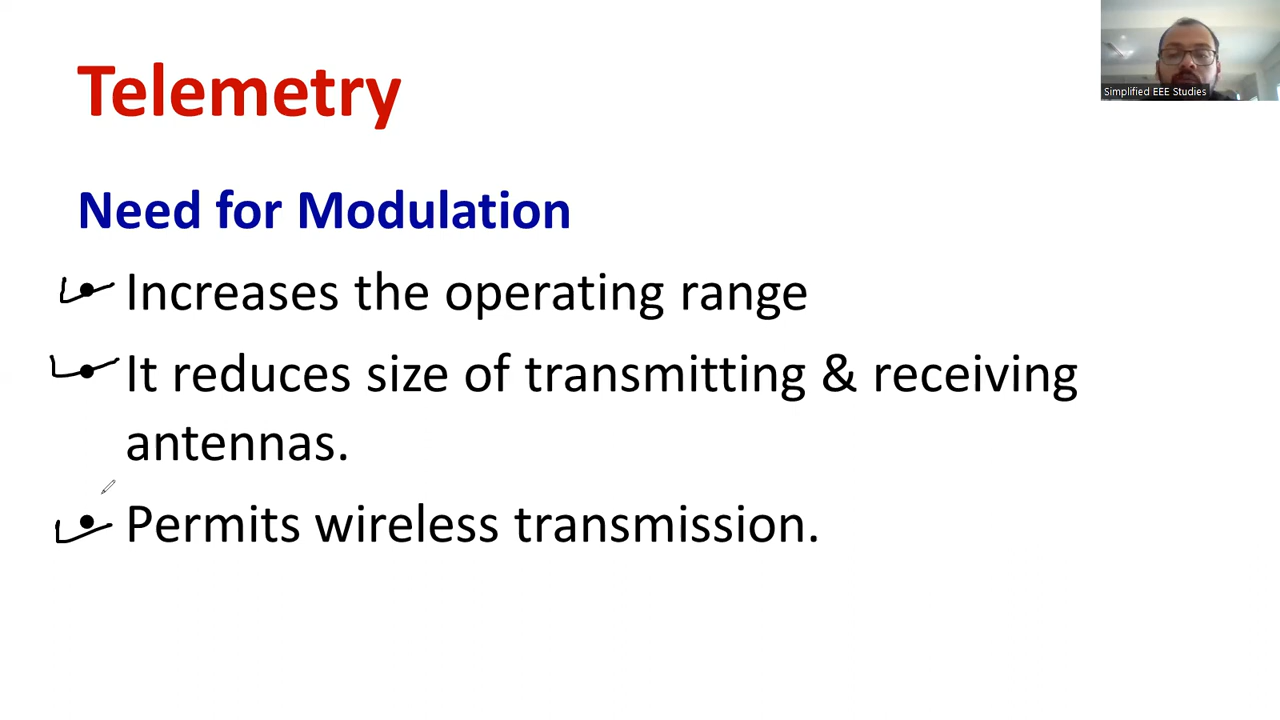 Telemetry
Simplified EEE Studies
Need for Modulation
• Increases the operating range
• It reduces size of transmitting & receiving
antennas.
• Permits wireless transmission.